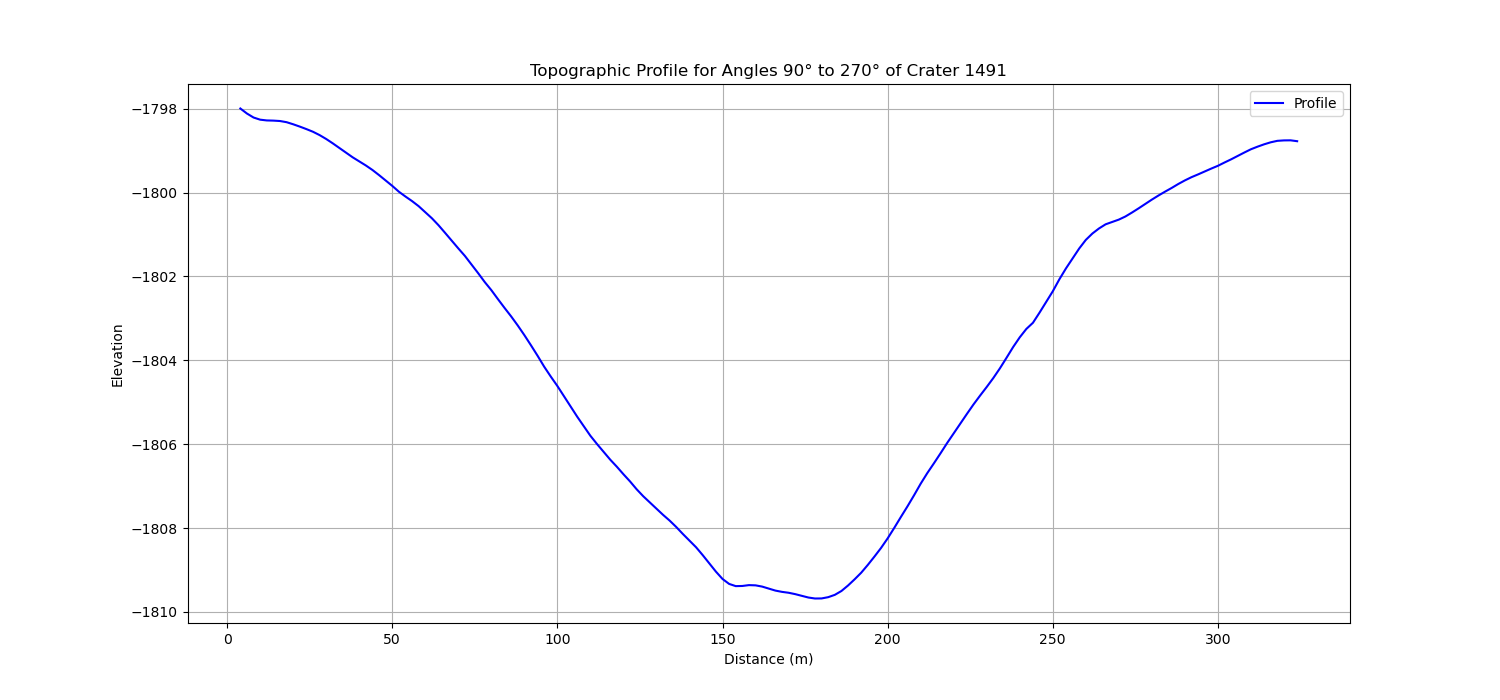 Topographic Profile for Angles 90° to 270° of Crater 1491
Profile
−1798
−1800
−1802
−1804
−1806
−1808
−1810
Elevation
0 50 100 150 200 250 300
Distance (m)